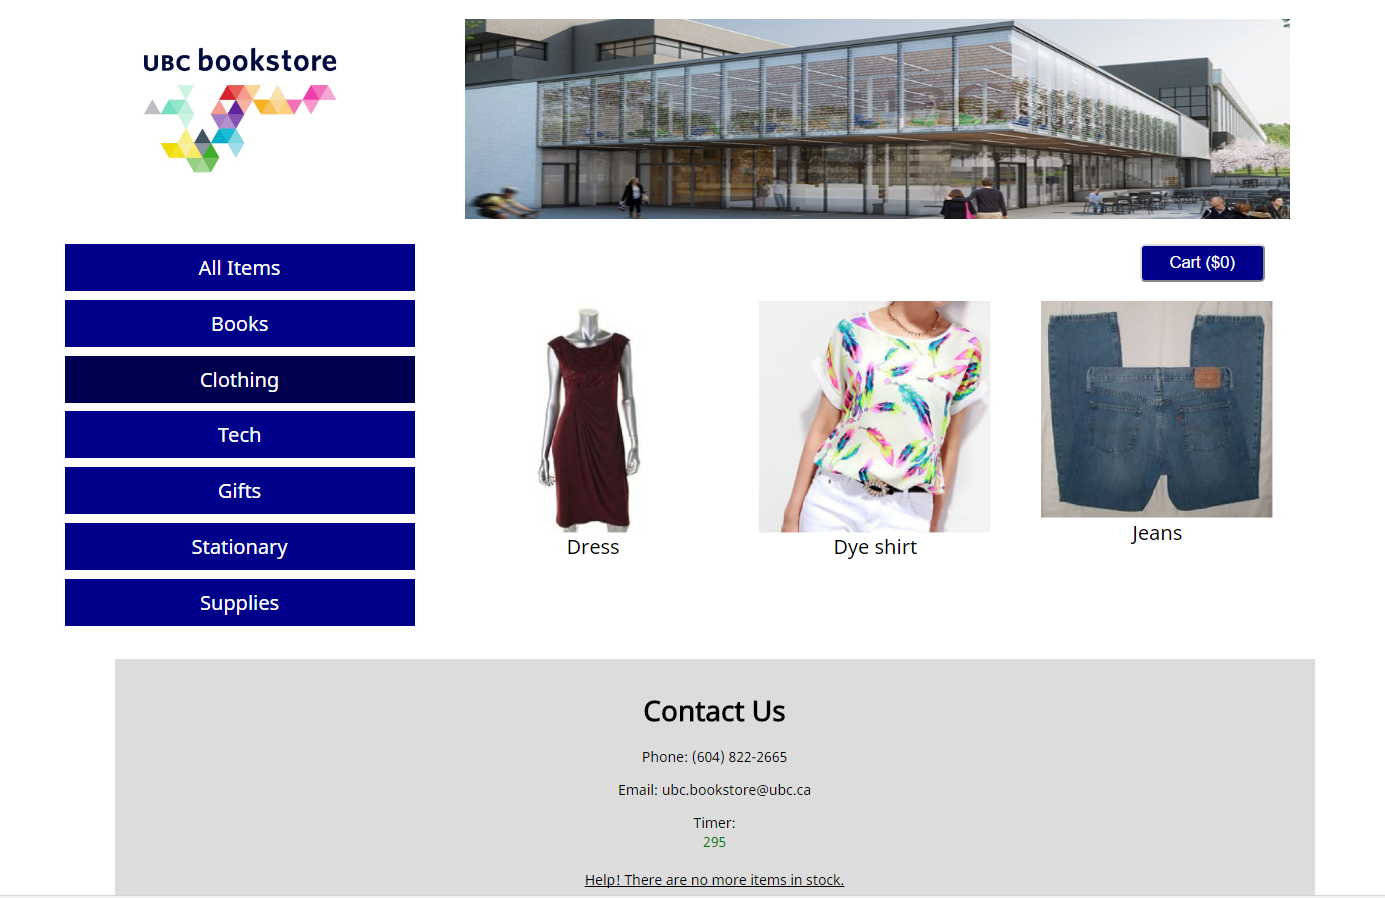 UBC bookstore
All Items
Books
Clothing
Tech
Gifts
Stationary
Supplies
Cart ($0)
Dress
Dye shirt
Jeans
Contact Us
Phone: (604) 822-2665
Email: ubc.bookstore@ubc.ca
Timer:
295
Help! There are no more items in stock.